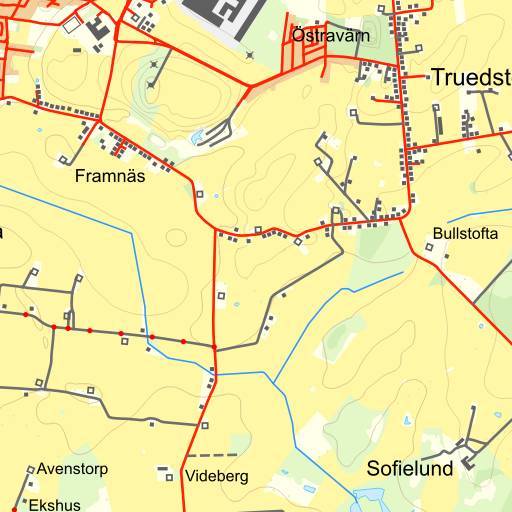 Östravärn
Truedst
Framnäs
a
Bullstofta
Sofielund
Avenstorp
Videberg
Ekshus